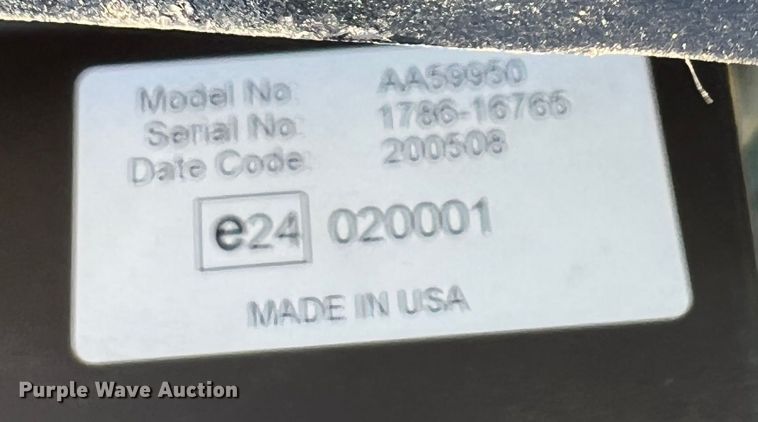 Model No. AA59950
Serial No. 1786-16765
Date Code: 200508
e24 020001
MADE IN USA
Purple Wave Auction